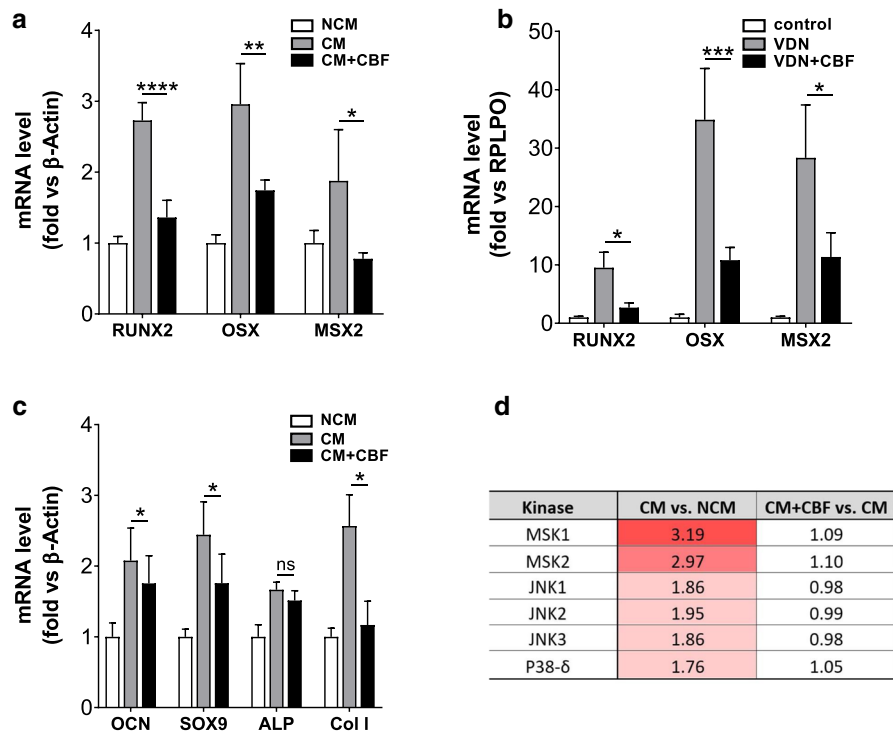 a
NCM
CM
CM+CBF
mRNA level
(fold vs β-Actin)
4
3
2
1
0
****
**
*
RUNX2 OSX MSX2
b
control
VDN
VDN+CBF
mRNA level
(fold vs RPLPO)
50
40
30
20
10
0
*
***
*
RUNX2 OSX MSX2
c
NCM
CM
CM+CBF
mRNA level
(fold vs β-Actin)
4
3
2
1
0
*
*
ns
*
OCN SOX9 ALP Col I
d
Kinase CM vs. NCM CM+CBF vs. CM
MSK1 3.19 1.09
MSK2 2.97 1.10
JNK1 1.86 0.98
JNK2 1.95 0.99
JNK3 1.86 0.98
P38-δ 1.76 1.05